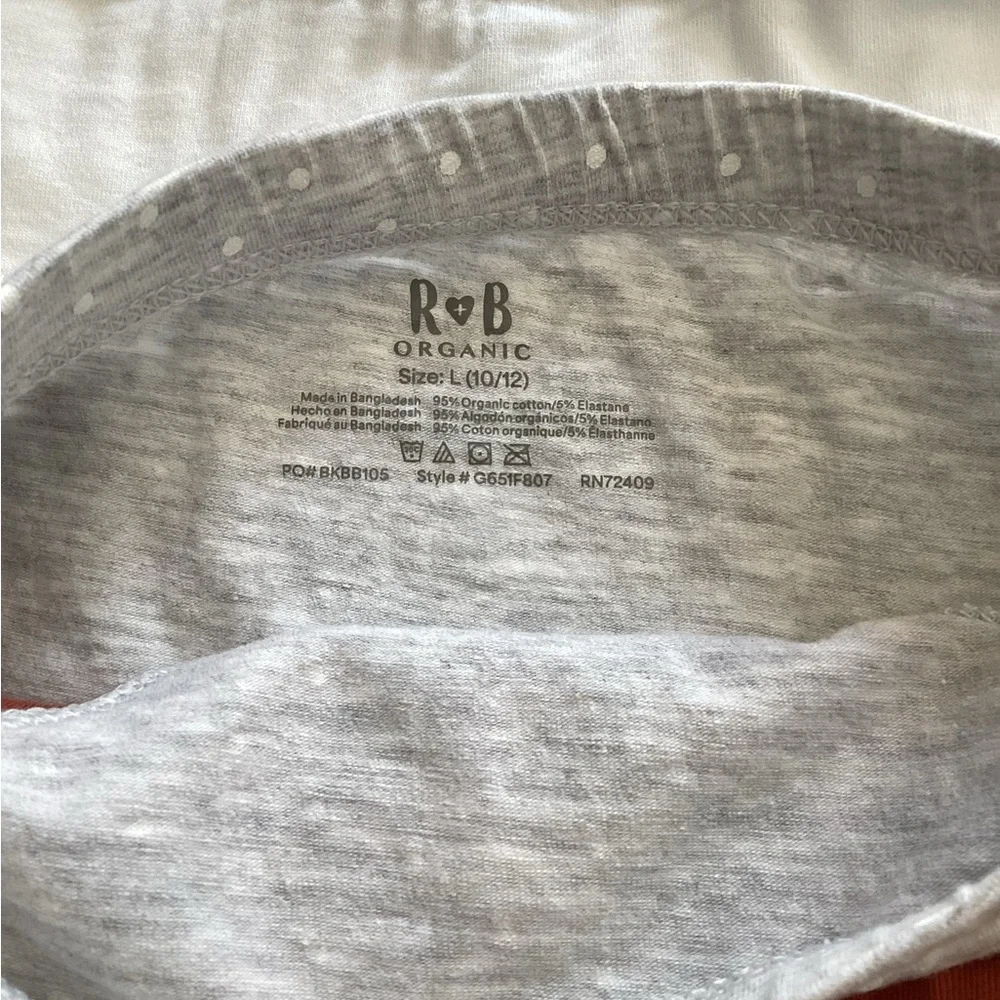 R+B
ORGANIC
Size: L (10/12)
Made in Bangladesh 95% Organic cotton/5% Elastane
Hecho en Bangladesh 95% Algodón orgánicos/5% Elastano
Fabriqué au Bangladesh 95% Coton organique/5% Élasthanne
PO# BKBB105 Style # G651F807 RN72409